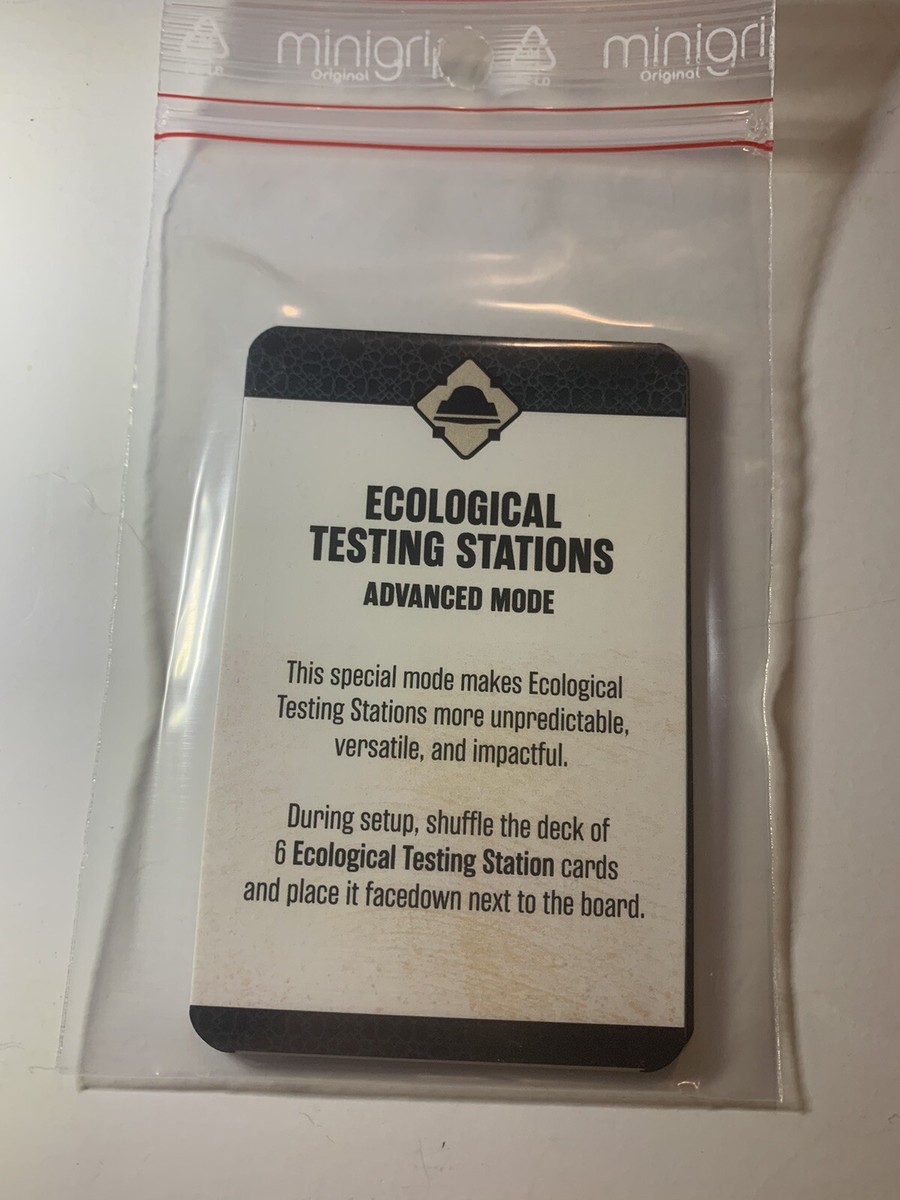 minigri minigri
Original Original
ECOLOGICAL
TESTING STATIONS
ADVANCED MODE
This special mode makes Ecological
Testing Stations more unpredictable,
versatile, and impactful.
During setup, shuffle the deck of
6 Ecological Testing Station cards
and place it facedown next to the board.